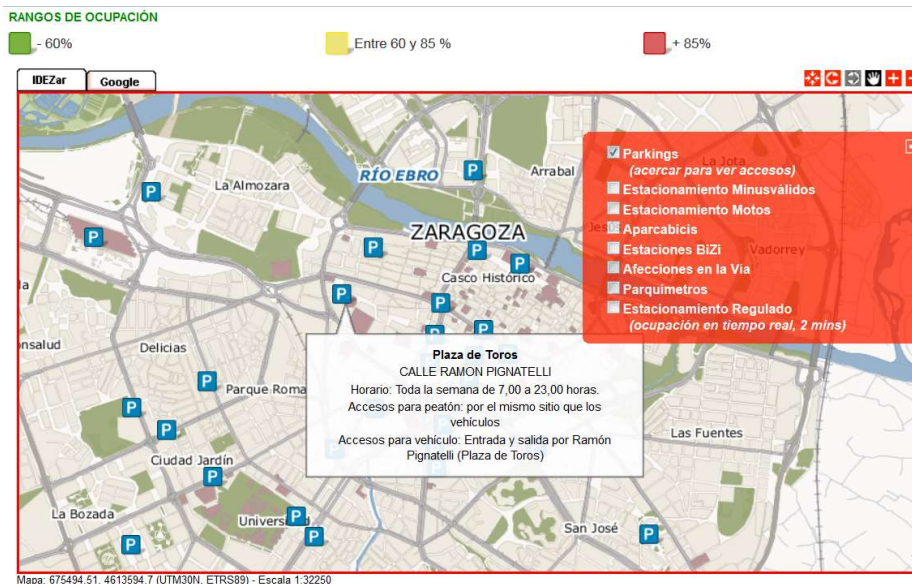 RANGOS DE OCUPACIÓN
- 60%
Entre 60 y 85 %
+ 85%
IDEZar
Google
Parkings
(acercar para ver accesos)
Estacionamiento Minusválidos
Estacionamiento Motos
Aparcabicis
Estaciones BiZi
Afecciones en la Via
Parquimetros
Estacionamiento Regulado
(ocupación en tiempo real, 2 mins)
La Jota
Vadorrey
La Almozara
RÍO EBRO
P
Arrabal
P
P
P
ZARAGOZA
P
P
Casco Histórico
P
P
P
P
Delicias
Plaza de Toros
CALLE RAMON PIGNATELLI
Horario: Toda la semana de 7,00 a 23,00 horas.
Accesos para peatón: por el mismo sitio que los
vehículos
Accesos para vehículo: Entrada y salida por Ramón
Pignatelli (Plaza de Toros)
P
Parque Roma
P
P
Las Fuentes
Ciudad Jardín
P
La Bozada
P
P
San José
P
P
Mapa: 675494.51, 4613594.7 (UTM30N, ETRS89) - Escala 1:32250